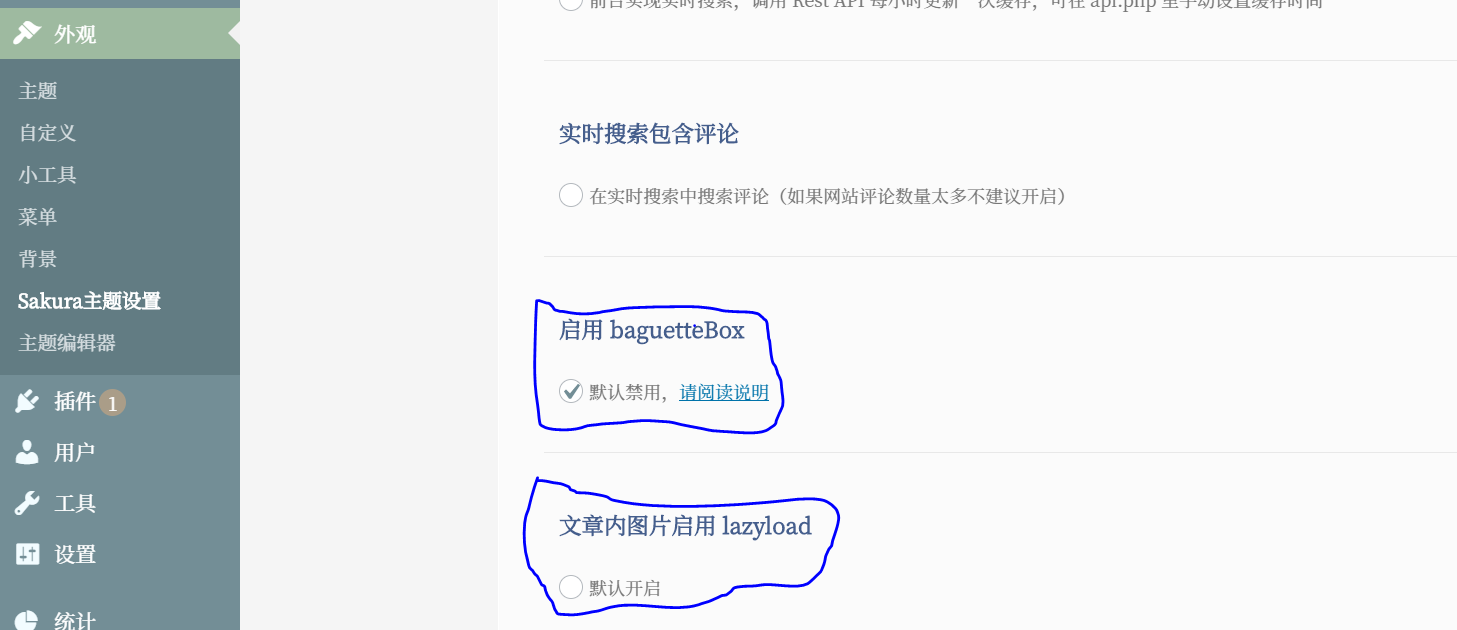 外观
主题
自定义
小工具
菜单
背景
Sakura主题设置
主题编辑器
插件 1
用户
工具
设置
统计
前台实现实时搜索，调用 Rest API 每小时更新一次缓存，可在 api.php 里手动设置缓存时间
实时搜索包含评论
在实时搜索中搜索评论（如果网站评论数量太多不建议开启）
启用 baguetteBox
默认禁用，请阅读说明
文章内图片启用 lazyload
默认开启